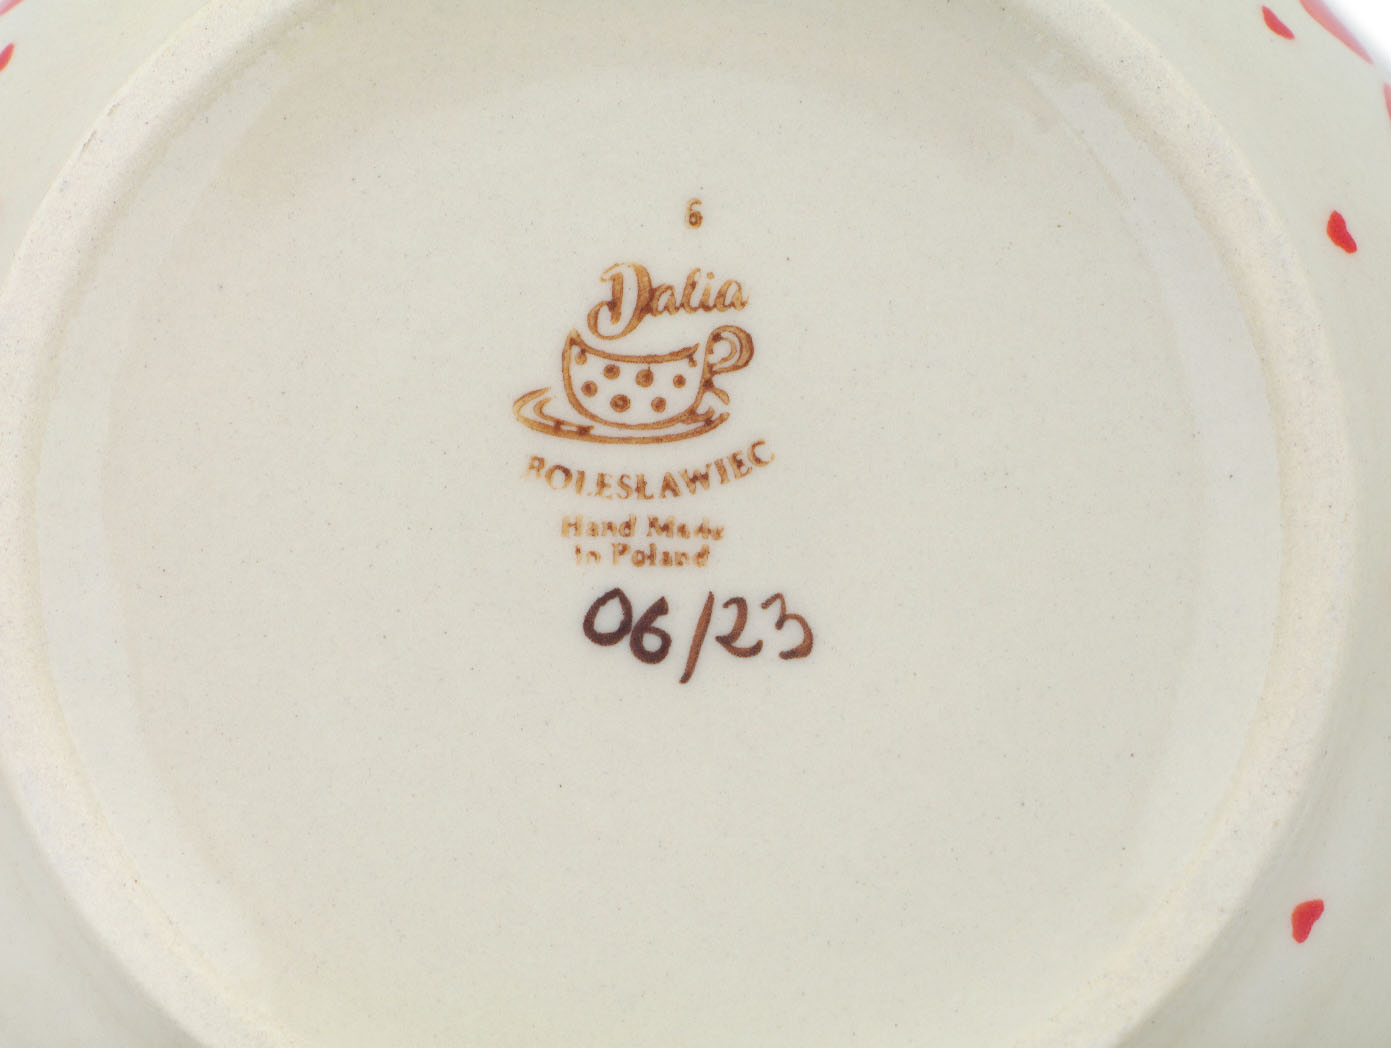 6
Dalia
BOLESŁAWIEC
Hand Made
in Poland
06/23